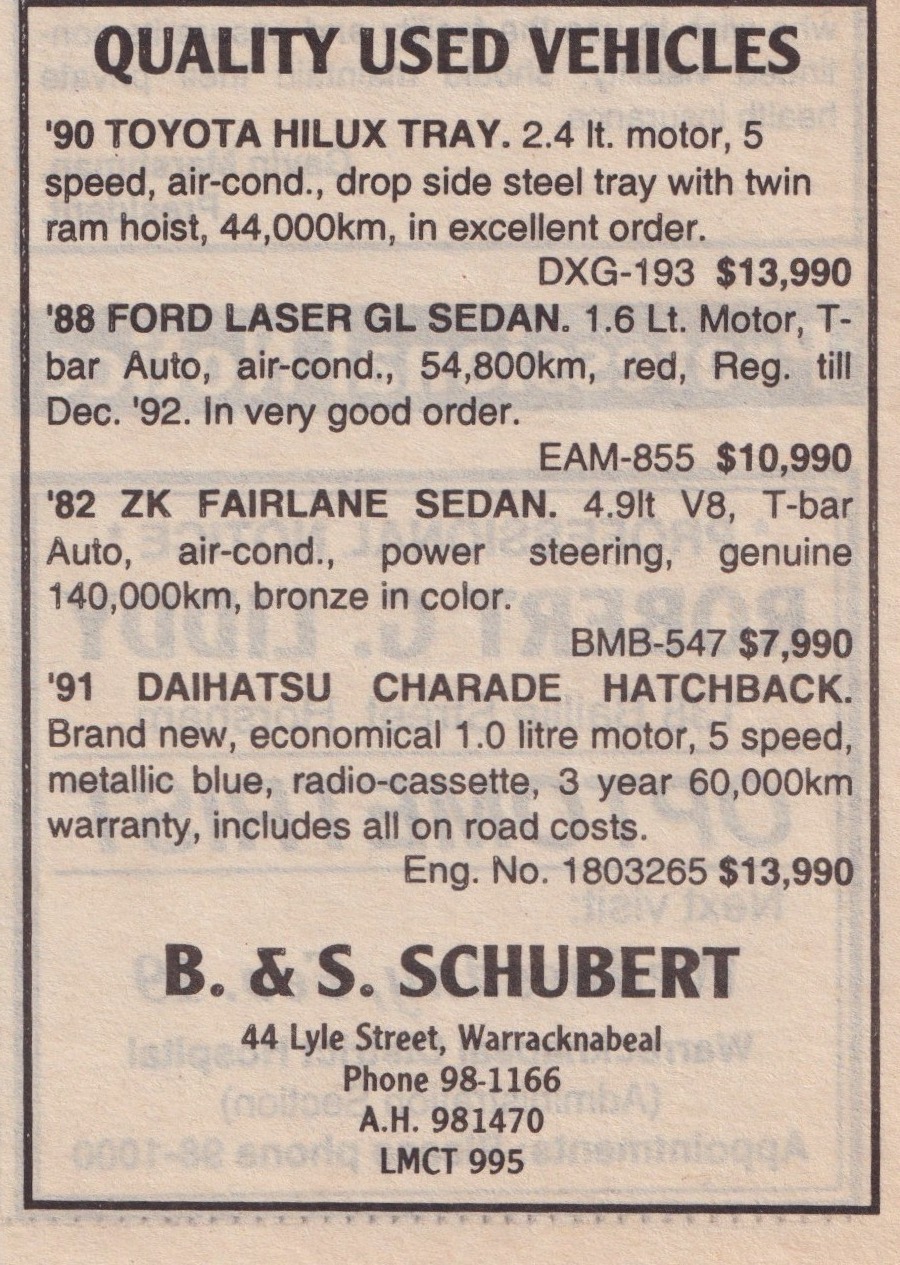 QUALITY USED VEHICLES
'90 TOYOTA HILUX TRAY. 2.4 lt. motor, 5
speed, air-cond., drop side steel tray with twin
ram hoist, 44,000km, in excellent order.
DXG-193 $13,990
'88 FORD LASER GL SEDAN. 1.6 Lt. Motor, T-
bar Auto, air-cond., 54,800km, red, Reg. till
Dec. '92. In very good order.
EAM-855 $10,990
'82 ZK FAIRLANE SEDAN. 4.9lt V8, T-bar
Auto, air-cond., power steering, genuine
140,000km, bronze in color.
BMB-547 $7,990
'91 DAIHATSU CHARADE HATCHBACK.
Brand new, economical 1.0 litre motor, 5 speed,
metallic blue, radio-cassette, 3 year 60,000km
warranty, includes all on road costs.
Eng. No. 1803265 $13,990
B. & S. SCHUBERT
44 Lyle Street, Warracknabeal
Phone 98-1166
A.H. 981470
LMCT 995